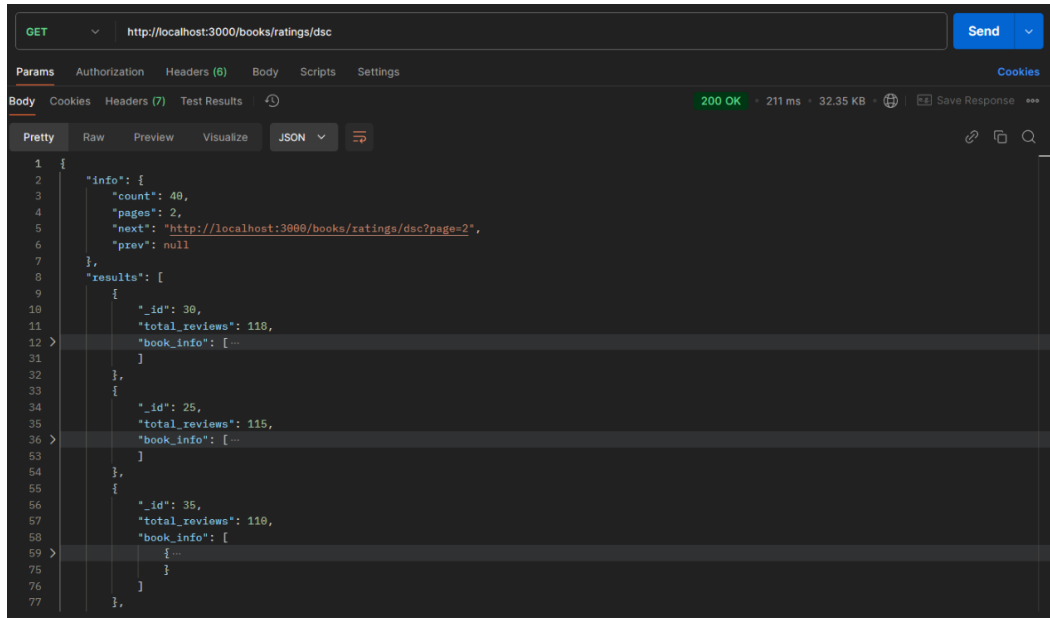 GET http://localhost:3000/books/ratings/dsc Send
Params Authorization Headers (6) Body Scripts Settings Cookies
Body Cookies Headers (7) Test Results 200 OK 211 ms 32.35 KB Save Response
Pretty Raw Preview Visualize JSON
1 {
2 "info": {
3 "count": 40,
4 "pages": 2,
5 "next": "http://localhost:3000/books/ratings/dsc?page=2",
6 "prev": null
7 },
8 "results": [
9 {
10 "_id": 30,
11 "total_reviews": 118,
12 "book_info": [ ...
31 ]
32 },
33 {
34 "_id": 25,
35 "total_reviews": 115,
36 "book_info": [ ...
53 ]
54 },
55 {
56 "_id": 35,
57 "total_reviews": 110,
58 "book_info": [
59 { ...
75 }
76 ]
77 },